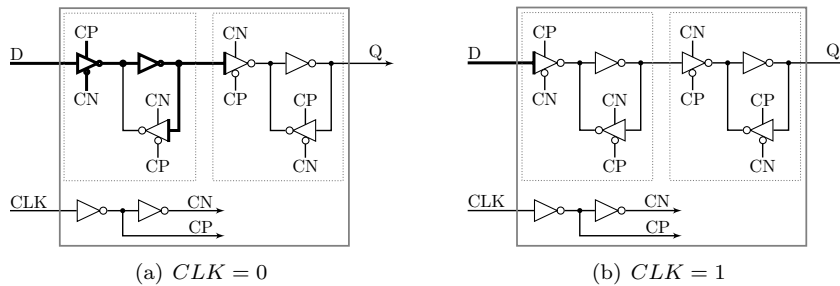 CP CN CP CN
D Q D Q
CN CP CN CP
CN CP CN CP
CP CN CP CN
CLK CN CLK CN
CP CP
(a) CLK = 0 (b) CLK = 1